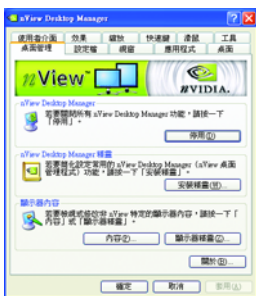 nView Desktop Manager
使用者介面 效果 縮放 快速鍵 滑鼠 工具
桌面管理 設定檔 視窗 應用程式 桌面
nView™
NVIDIA.
nView Desktop Manager
若要關閉所有 nView Desktop Manager 功能，請按一下
「停用」。
停用(D)
nView Desktop Manager 精靈
若要簡化設定常用的 nView Desktop Manager (nView 桌面
管理程式) 功能，請按一下「安裝精靈」。
安裝精靈(W)...
顯示器內容
若要檢視或修改非 nView 特定的顯示器內容，請按一下「
內容」或「顯示器精靈」。
內容(P)...
顯示器精靈(Z)...
關於(B)...
確定
取消
套用(A)